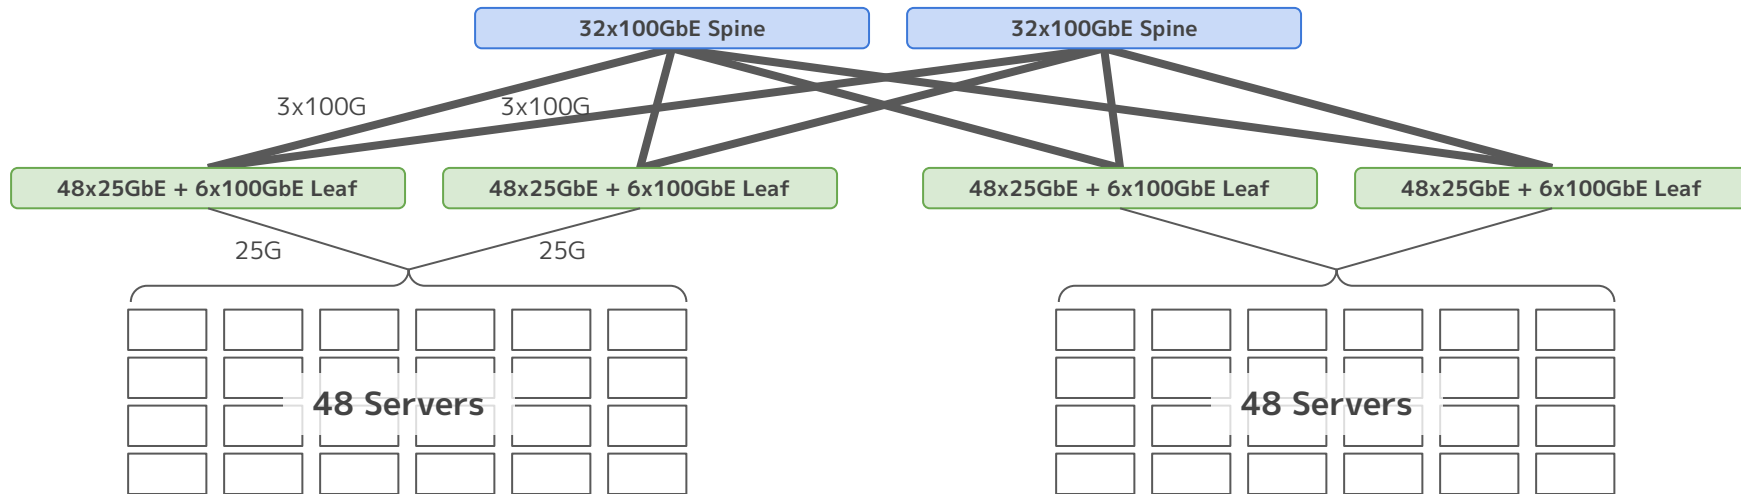 32x100GbE Spine
32x100GbE Spine
3x100G
3x100G
48x25GbE + 6x100GbE Leaf
48x25GbE + 6x100GbE Leaf
48x25GbE + 6x100GbE Leaf
48x25GbE + 6x100GbE Leaf
25G
25G
48 Servers
48 Servers